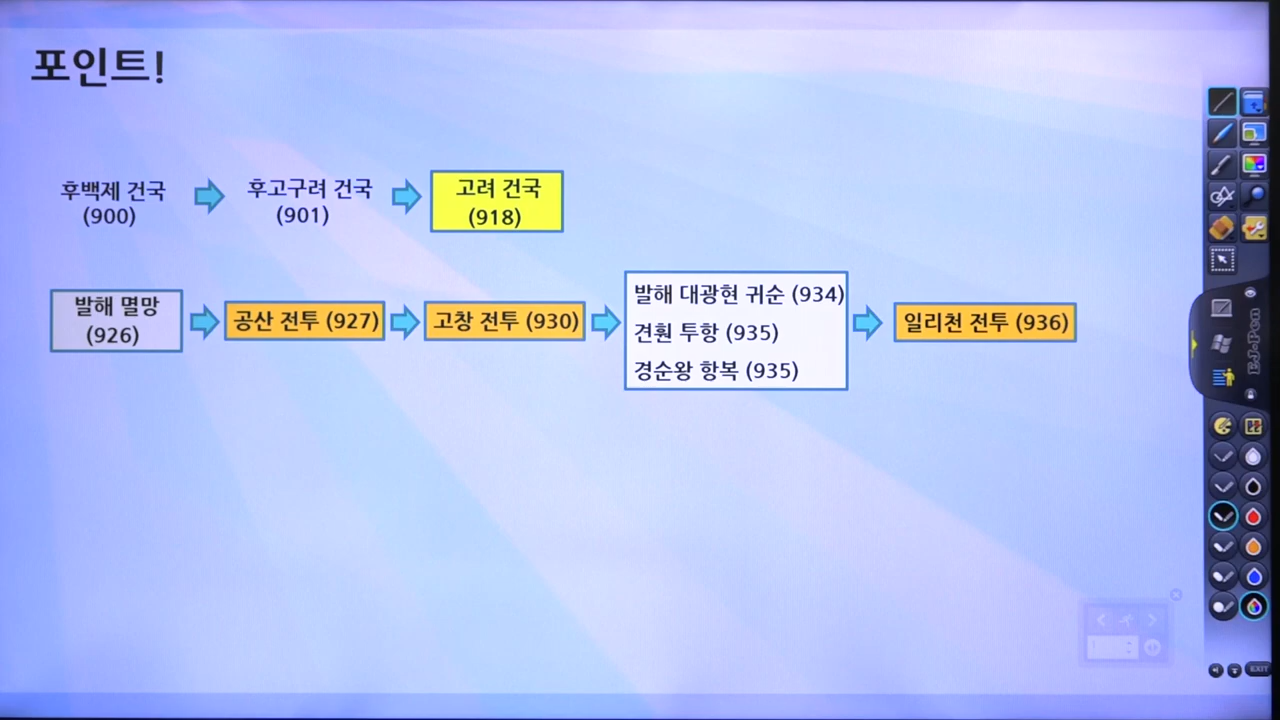 포인트!
후백제 건국
(900)
후고구려 건국
(901)
고려 건국
(918)
발해 멸망
(926)
공산 전투 (927)
고창 전투 (930)
발해 대광현 귀순 (934)
견훤 투항 (935)
경순왕 항복 (935)
일리천 전투 (936)
EXIT